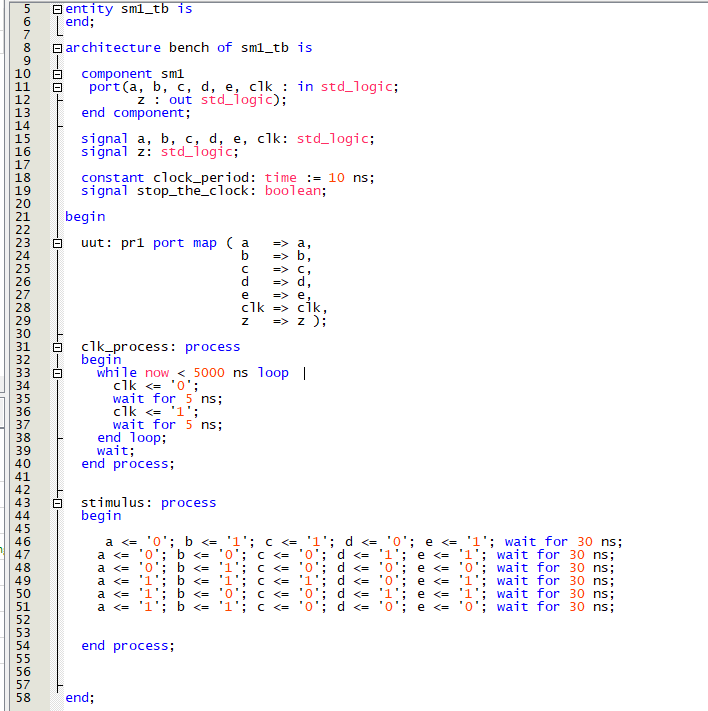 5 entity sm1_tb is
6 end;
7
8 architecture bench of sm1_tb is
9
10 component sm1
11 port(a, b, c, d, e, clk : in std_logic;
12 z : out std_logic);
13 end component;
14
15 signal a, b, c, d, e, clk: std_logic;
16 signal z: std_logic;
17
18 constant clock_period: time := 10 ns;
19 signal stop_the_clock: boolean;
20
21 begin
22
23 uut: pr1 port map ( a => a,
24 b => b,
25 c => c,
26 d => d,
27 e => e,
28 clk => clk,
29 z => z );
30
31 clk_process: process
32 begin
33 while now < 5000 ns loop
34 clk <= '0';
35 wait for 5 ns;
36 clk <= '1';
37 wait for 5 ns;
38 end loop;
39 wait;
40 end process;
41
42
43 stimulus: process
44 begin
45
46 a <= '0'; b <= '1'; c <= '1'; d <= '0'; e <= '1'; wait for 30 ns;
47 a <= '0'; b <= '0'; c <= '0'; d <= '1'; e <= '1'; wait for 30 ns;
48 a <= '0'; b <= '1'; c <= '0'; d <= '0'; e <= '0'; wait for 30 ns;
49 a <= '1'; b <= '1'; c <= '1'; d <= '0'; e <= '1'; wait for 30 ns;
50 a <= '1'; b <= '0'; c <= '0'; d <= '1'; e <= '1'; wait for 30 ns;
51 a <= '1'; b <= '1'; c <= '0'; d <= '0'; e <= '0'; wait for 30 ns;
52
53
54 end process;
55
56
57
58 end;